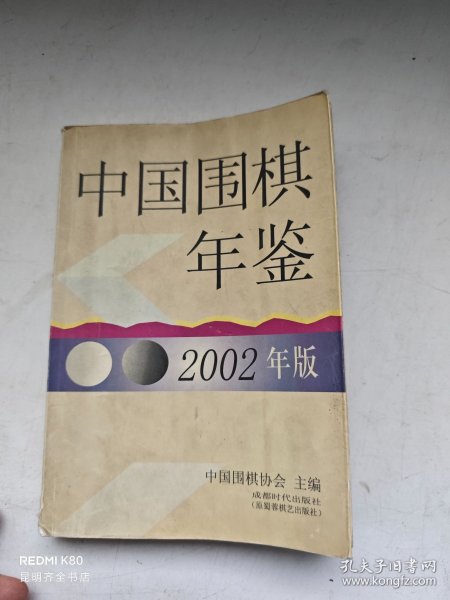 中国围棋
年鉴
2002年版
中国围棋协会 主编
成都时代出版社
(原蜀蓉棋艺出版社)
REDMI K80
昆明齐全书店
孔夫子旧书网
www.kongfz.com